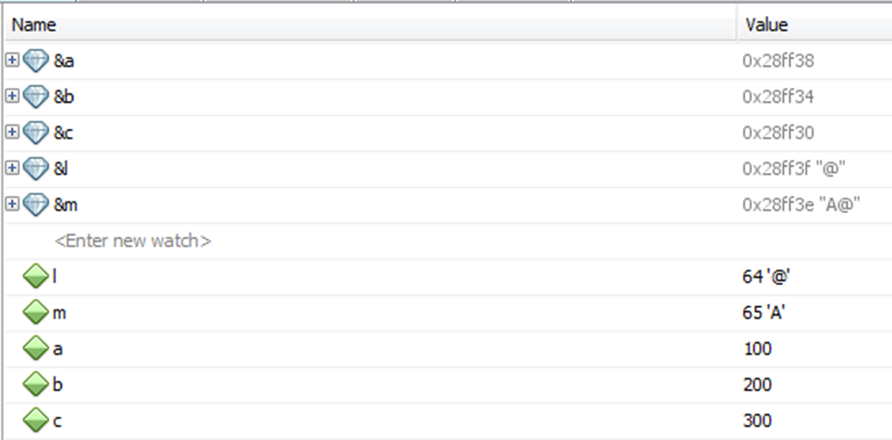 Name Value
&a 0x28ff38
&b 0x28ff34
&c 0x28ff30
&l 0x28ff3f "@"
&m 0x28ff3e "A@"
<Enter new watch>
l 64 '@'
m 65 'A'
a 100
b 200
c 300